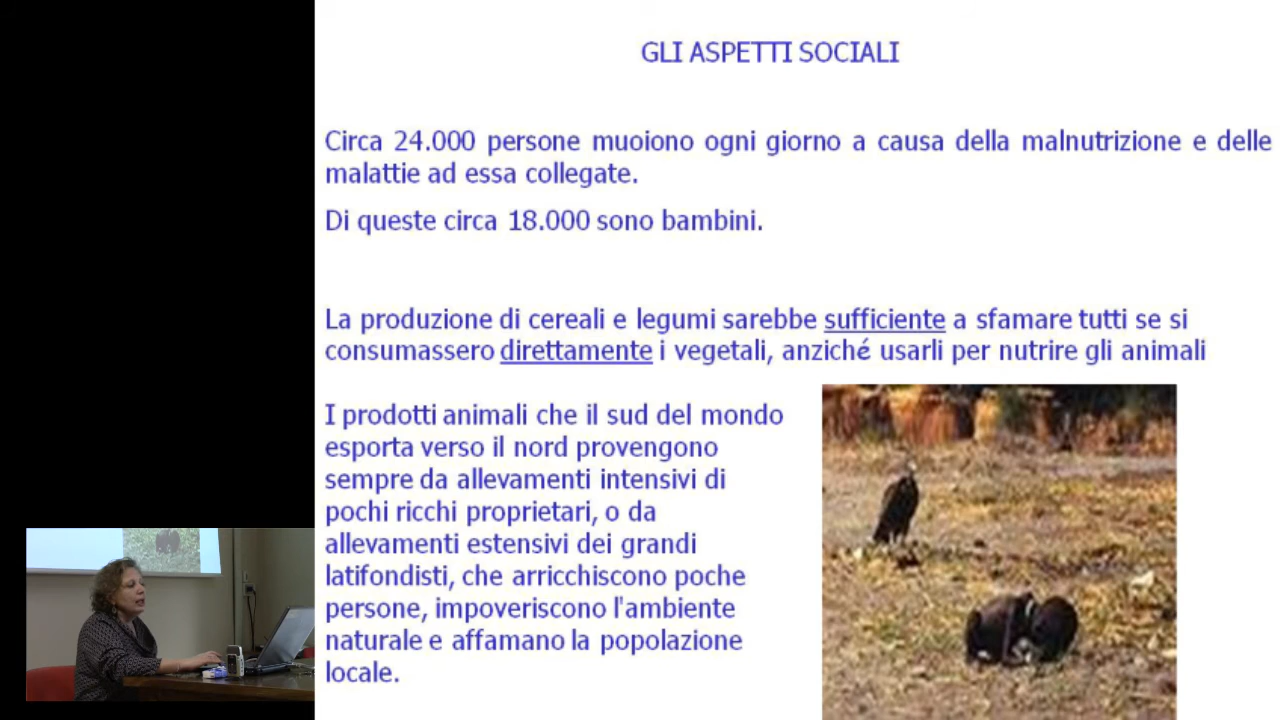 GLI ASPETTI SOCIALI
Circa 24.000 persone muoiono ogni giorno a causa della malnutrizione e delle
malattie ad essa collegate.
Di queste circa 18.000 sono bambini.
La produzione di cereali e legumi sarebbe sufficiente a sfamare tutti se si
consumassero direttamente i vegetali, anziché usarli per nutrire gli animali
I prodotti animali che il sud del mondo
esporta verso il nord provengono
sempre da allevamenti intensivi di
pochi ricchi proprietari, o da
allevamenti estensivi dei grandi
latifondisti, che arricchiscono poche
persone, impoveriscono l'ambiente
naturale e affamano la popolazione
locale.